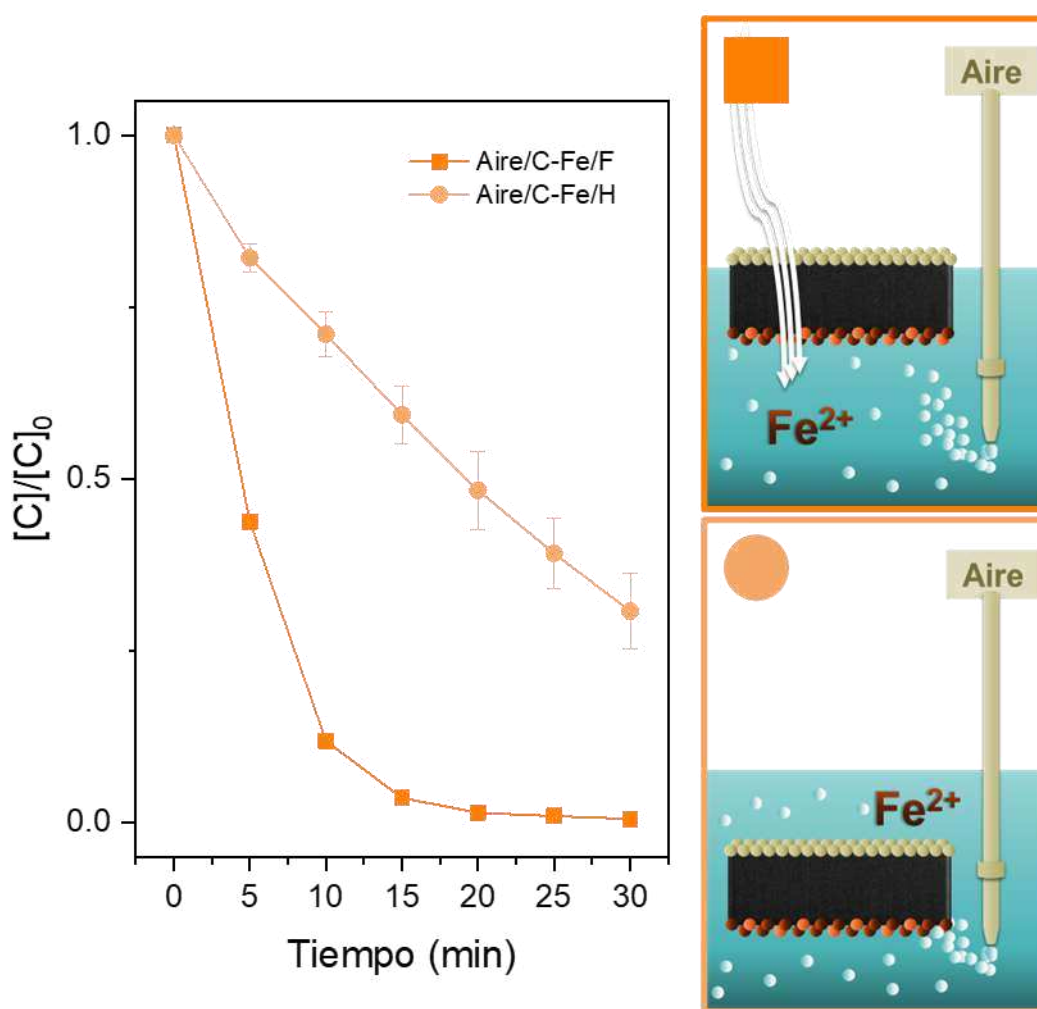 1.0
0.5
0.0
[C]/[C]₀
0 5 10 15 20 25 30
Tiempo (min)
Aire/C-Fe/F
Aire/C-Fe/H
Aire
Fe²⁺
Aire
Fe²⁺